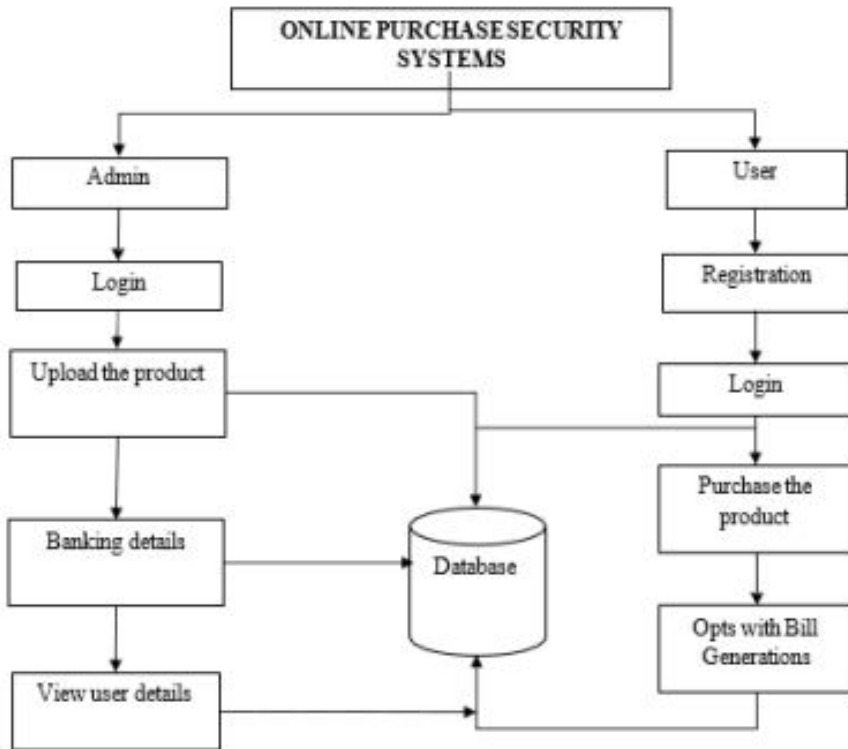 ONLINE PURCHASE SECURITY
SYSTEMS
Admin
User
Login
Registration
Upload the product
Login
Purchase the
product
Banking details
Database
Opts with Bill
Generations
View user details